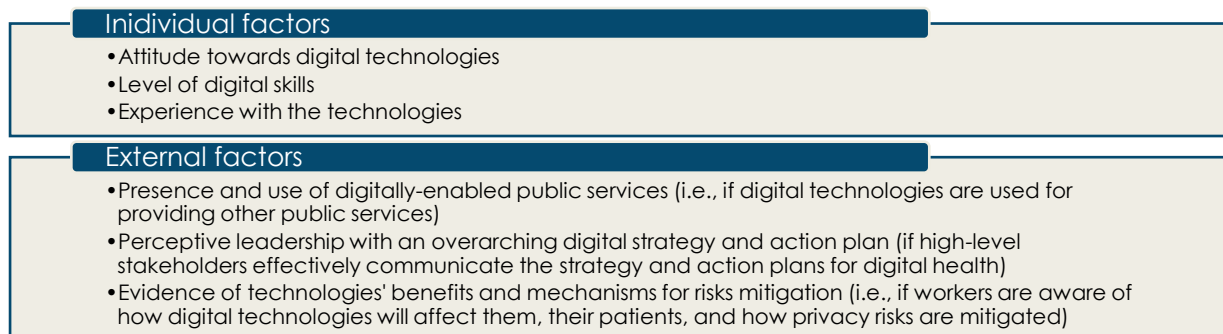 Inidividual factors
•Attitude towards digital technologies
•Level of digital skills
•Experience with the technologies
External factors
•Presence and use of digitally-enabled public services (i.e., if digital technologies are used for
providing other public services)
•Perceptive leadership with an overarching digital strategy and action plan (if high-level
stakeholders effectively communicate the strategy and action plans for digital health)
•Evidence of technologies' benefits and mechanisms for risks mitigation (i.e., if workers are aware of
how digital technologies will affect them, their patients, and how privacy risks are mitigated)